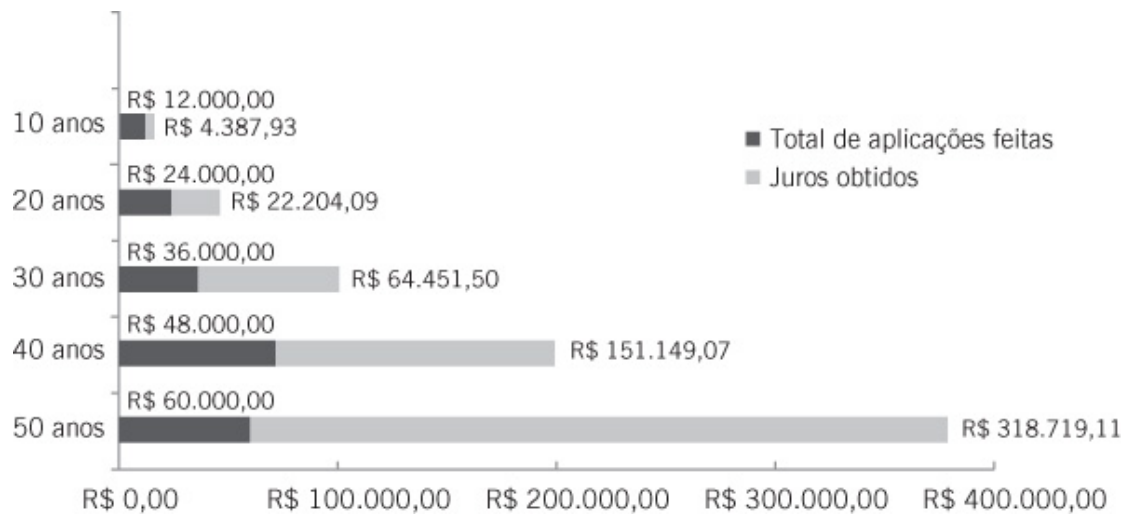 R$ 12.000,00
10 anos
R$ 4.387,93
Total de aplicações feitas
R$ 24.000,00
Juros obtidos
20 anos
R$ 22.204,09
R$ 36.000,00
30 anos
R$ 64.451,50
R$ 48.000,00
40 anos
R$ 151.149,07
R$ 60.000,00
50 anos
R$ 318.719,11
R$ 0,00 R$ 100.000,00 R$ 200.000,00 R$ 300.000,00 R$ 400.000,00